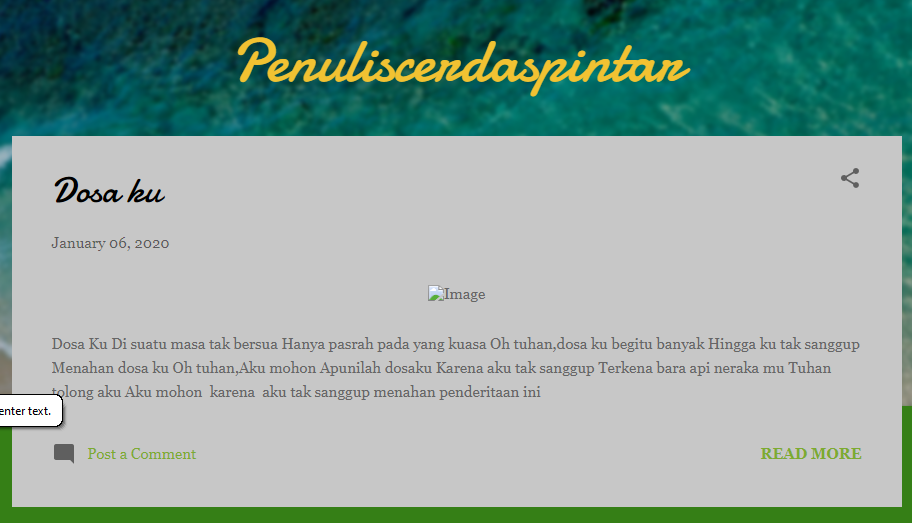 Penuliscerdaspintar
Dosa ku
January 06, 2020
Image
Dosa Ku Di suatu masa tak bersua Hanya pasrah pada yang kuasa Oh tuhan,dosa ku begitu banyak Hingga ku tak sanggup
Menahan dosa ku Oh tuhan,Aku mohon Apunilah dosaku Karena aku tak sanggup Terkena bara api neraka mu Tuhan
tolong aku Aku mohon  karena  aku tak sanggup menahan penderitaan ini
enter text.
Post a Comment
READ MORE